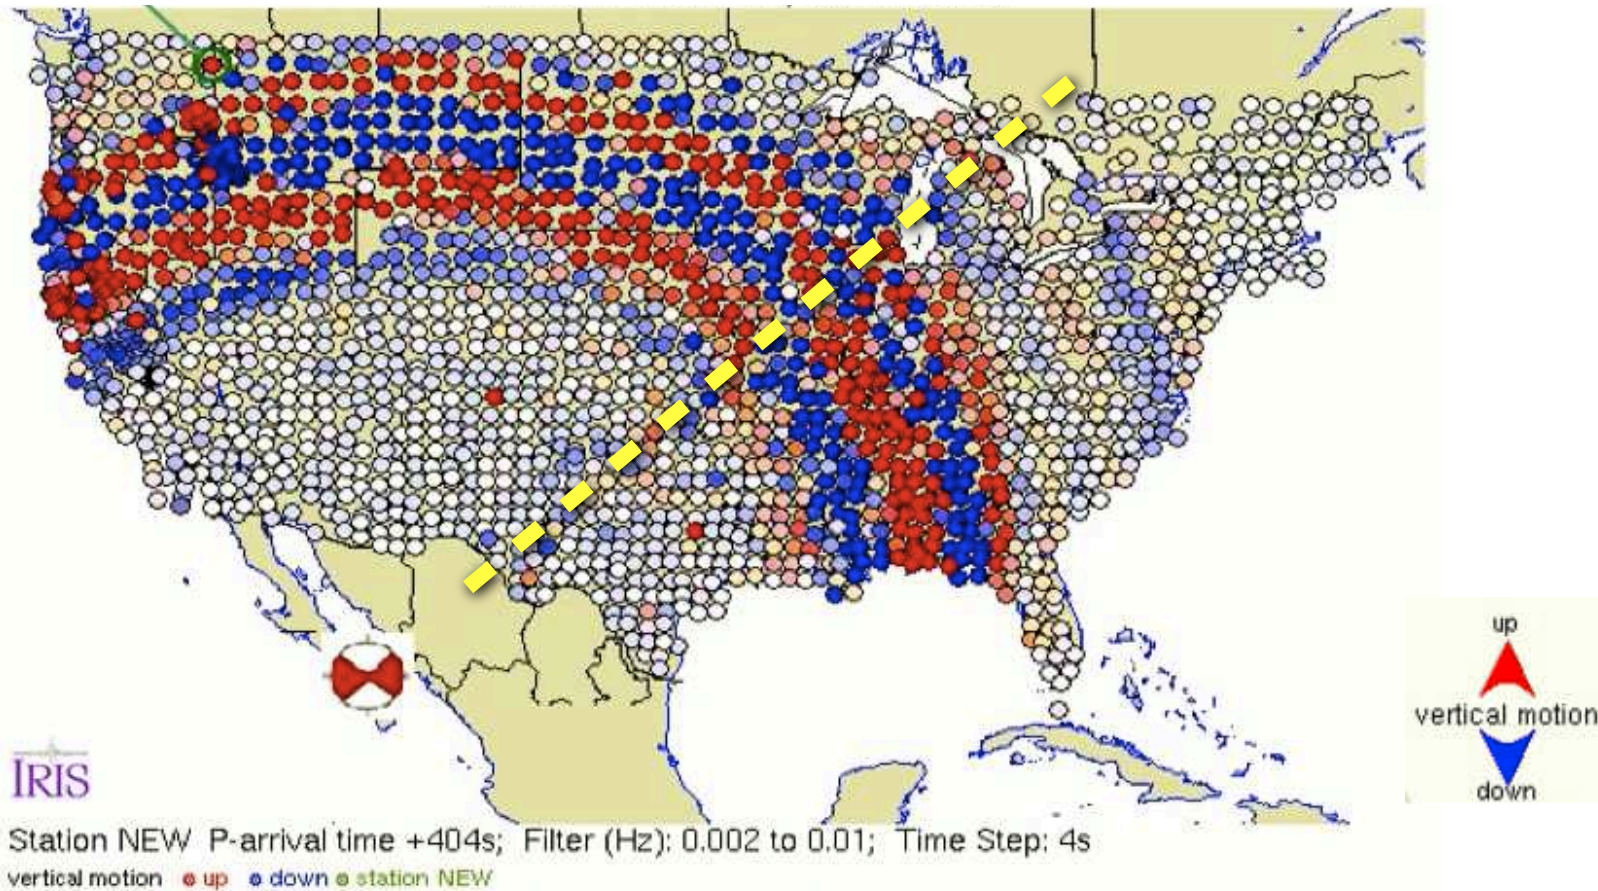 up
vertical motion
down
IRIS
Station NEW P-arrival time +404s; Filter (Hz): 0.002 to 0.01; Time Step: 4s
vertical motion up down station NEW